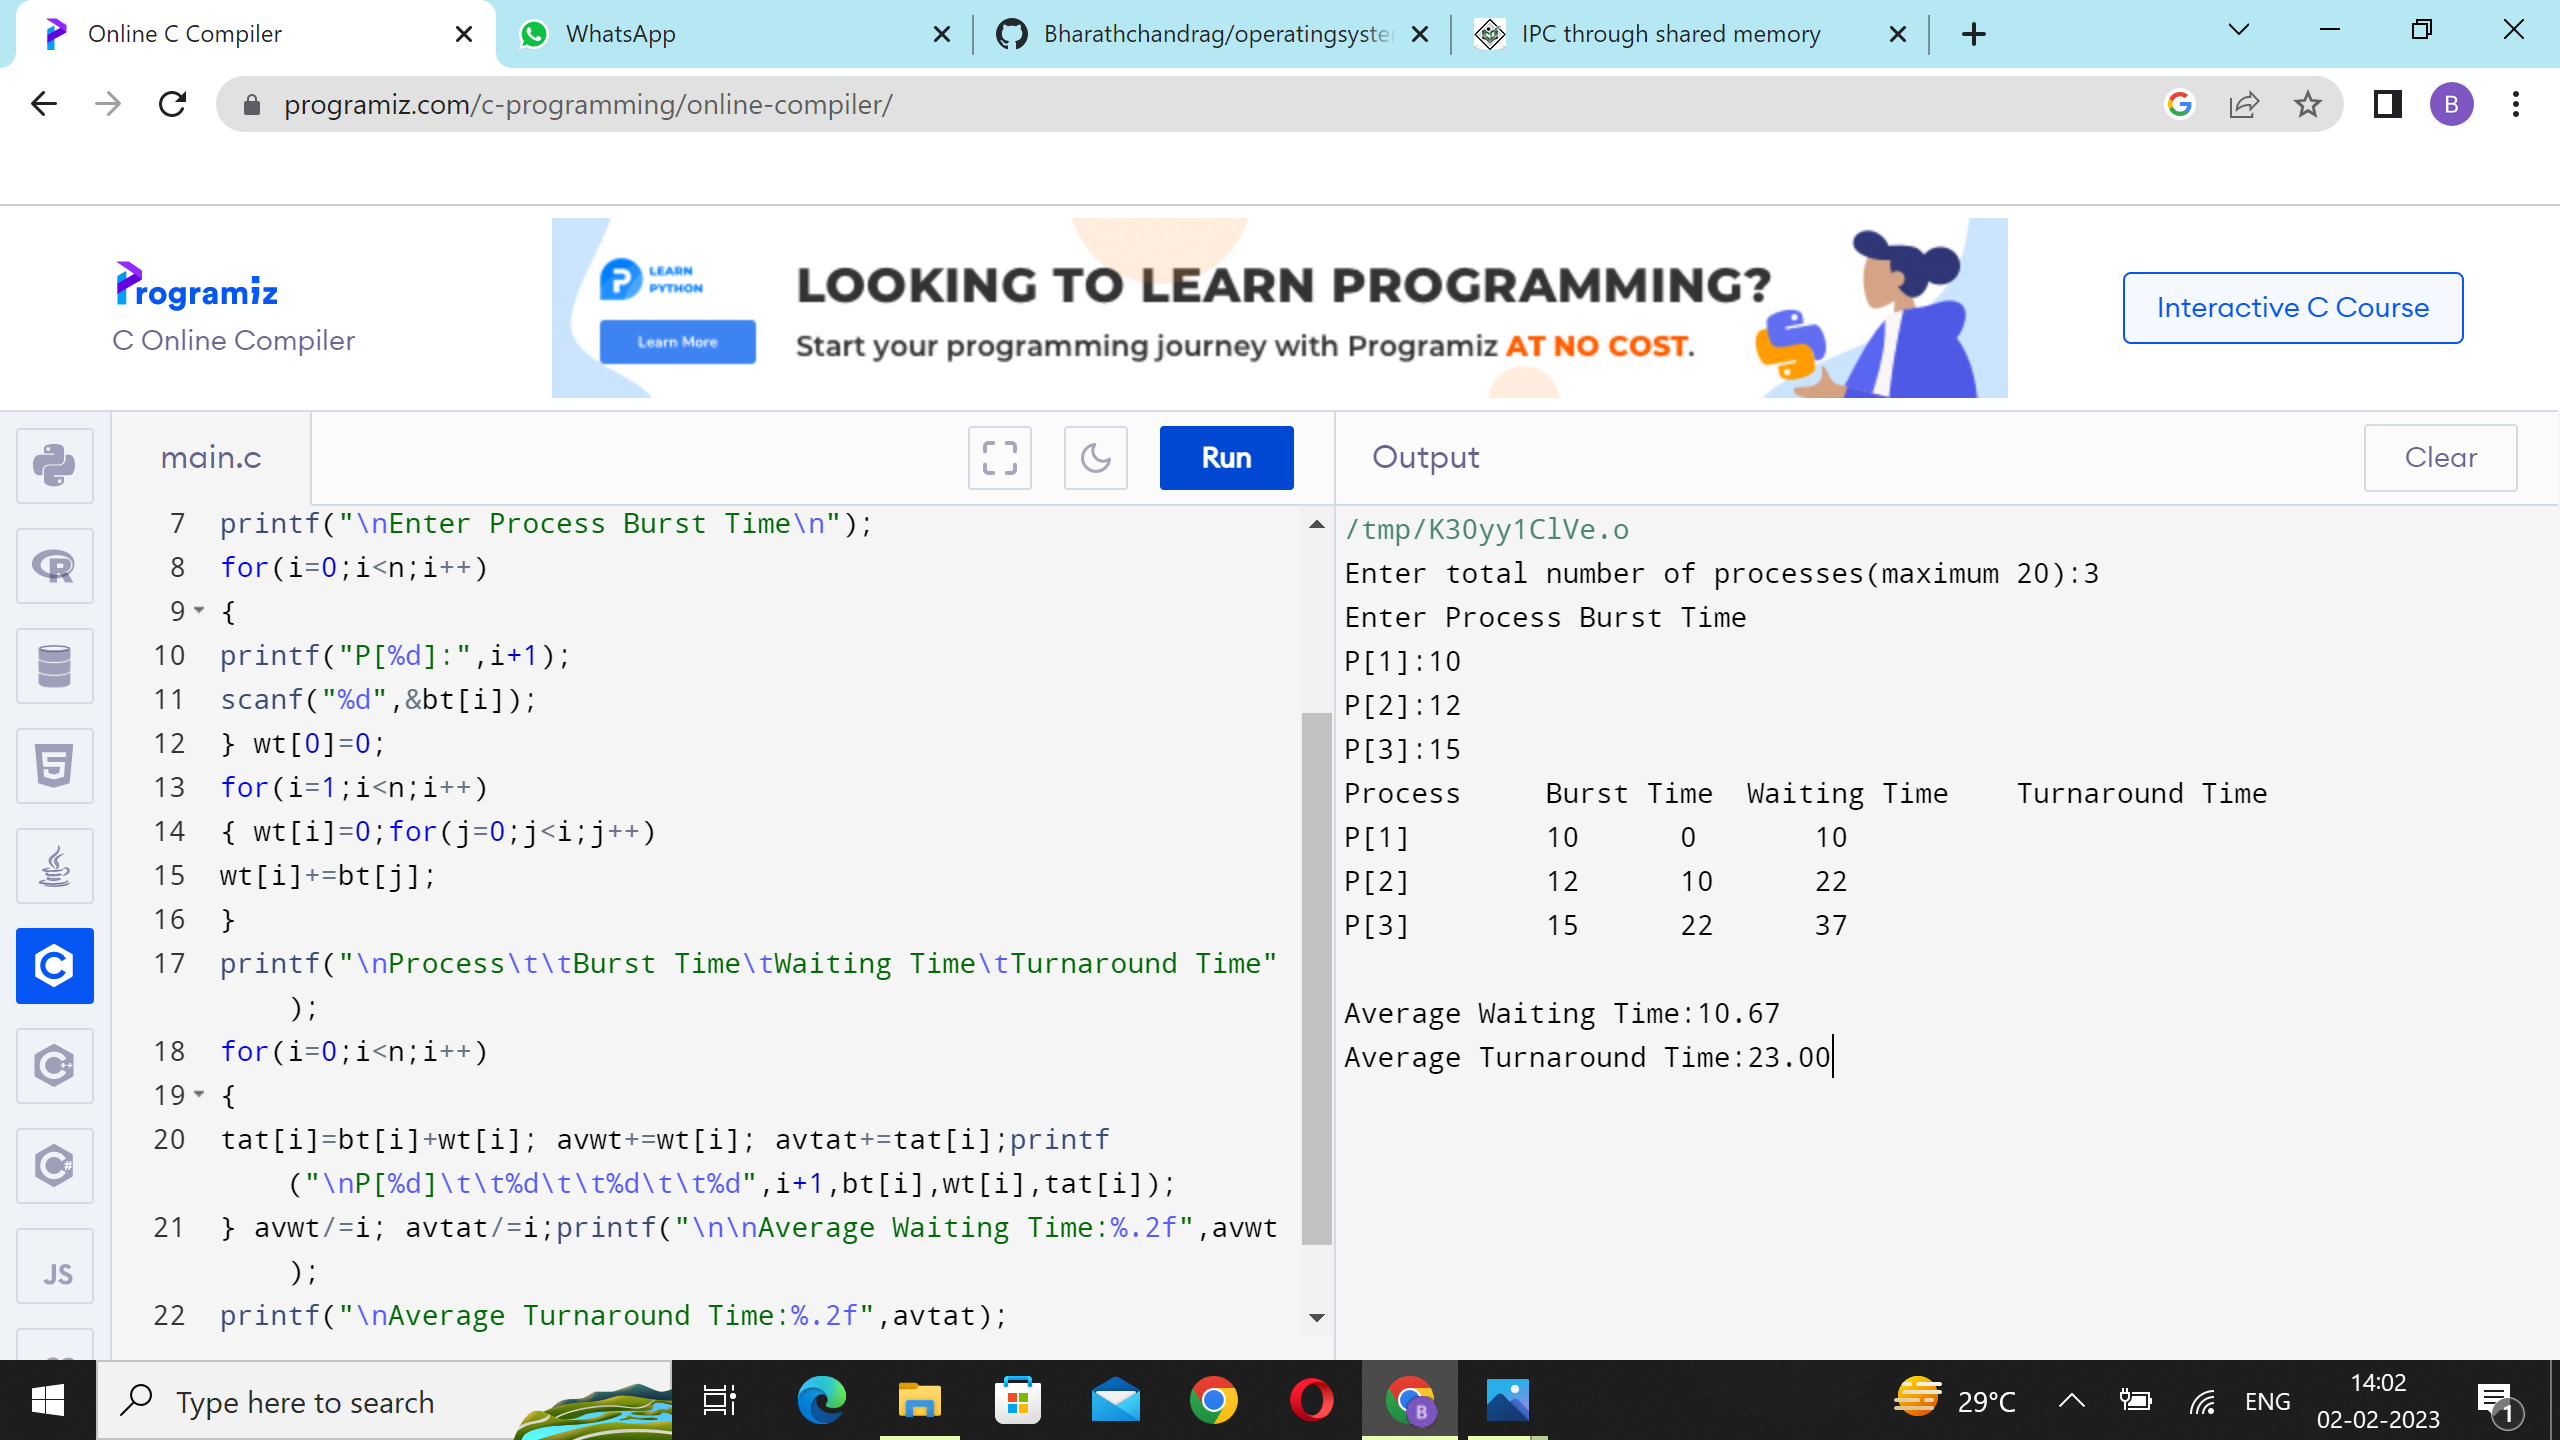 Online C Compiler
WhatsApp
Bharathchandrag/operatingsyste
IPC through shared memory
programiz.com/c-programming/online-compiler/
B
Programiz
C Online Compiler
LEARN
PYTHON
Learn More
LOOKING TO LEARN PROGRAMMING?
Start your programming journey with Programiz AT NO COST.
Interactive C Course
main.c
Run
Output
Clear
7 printf("\nEnter Process Burst Time\n");
8 for(i=0;i<n;i++)
9 {
10 printf("P[%d]:",i+1);
11 scanf("%d",&bt[i]);
12 } wt[0]=0;
13 for(i=1;i<n;i++)
14 { wt[i]=0;for(j=0;j<i;j++)
15 wt[i]+=bt[j];
16 }
17 printf("\nProcess\t\tBurst Time\tWaiting Time\tTurnaround Time"
);
18 for(i=0;i<n;i++)
19 {
20 tat[i]=bt[i]+wt[i]; avwt+=wt[i]; avtat+=tat[i];printf
("\nP[%d]\t\t%d\t\t%d\t\t%d",i+1,bt[i],wt[i],tat[i]);
21 } avwt/=i; avtat/=i;printf("\n\nAverage Waiting Time:%.2f",avwt
);
22 printf("\nAverage Turnaround Time:%.2f",avtat);
/tmp/K30yy1ClVe.o
Enter total number of processes(maximum 20):3
Enter Process Burst Time
P[1]:10
P[2]:12
P[3]:15
Process Burst Time Waiting Time Turnaround Time
P[1] 10 0 10
P[2] 12 10 22
P[3] 15 22 37
Average Waiting Time:10.67
Average Turnaround Time:23.00
JS
Type here to search
B
29°C
ENG
14:02
02-02-2023
1